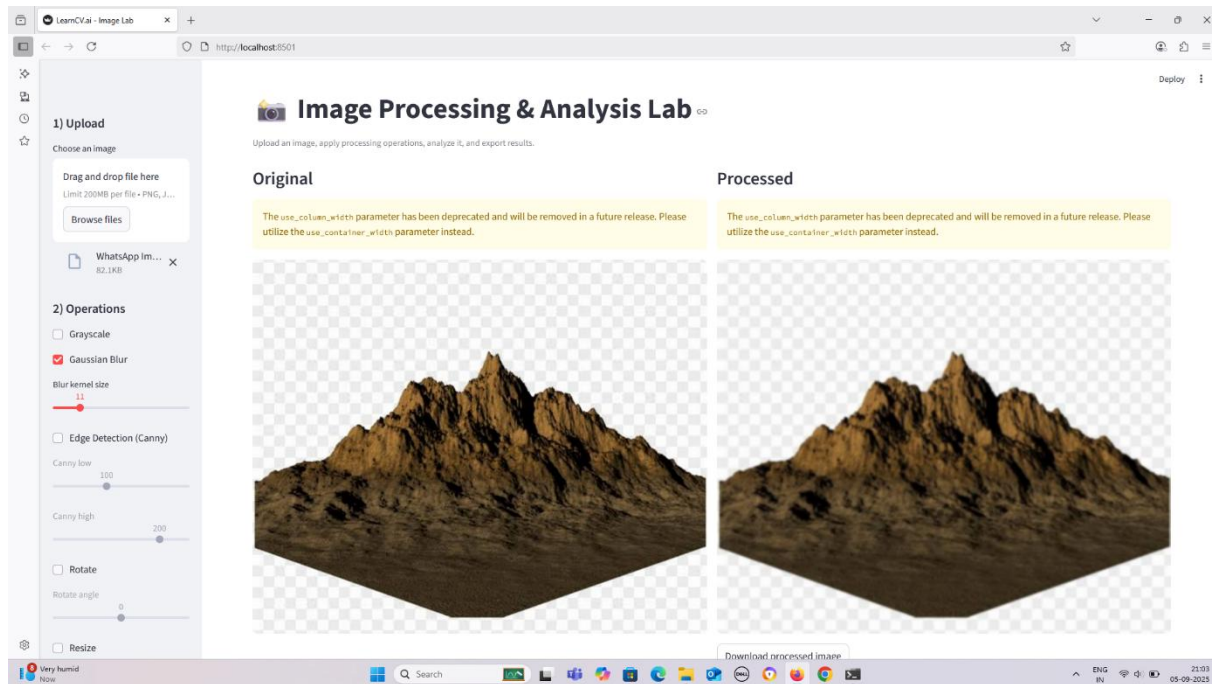 LearnCV.ai - Image Lab
http://localhost:8501
Deploy
1) Upload
Choose an image
Drag and drop file here
Limit 200MB per file • PNG, J...
Browse files
WhatsApp Im...
82.1KB
2) Operations
Grayscale
Gaussian Blur
Blur kernel size
11
Edge Detection (Canny)
Canny low
100
Canny high
200
Rotate
Rotate angle
0
Resize
Image Processing & Analysis Lab
Upload an image, apply processing operations, analyze it, and export results.
Original
The use_column_width parameter has been deprecated and will be removed in a future release. Please
utilize the use_container_width parameter instead.
Processed
The use_column_width parameter has been deprecated and will be removed in a future release. Please
utilize the use_container_width parameter instead.
Download processed image
Very humid
Now
Search
DELL
ENG
IN
21:03
05-09-2025